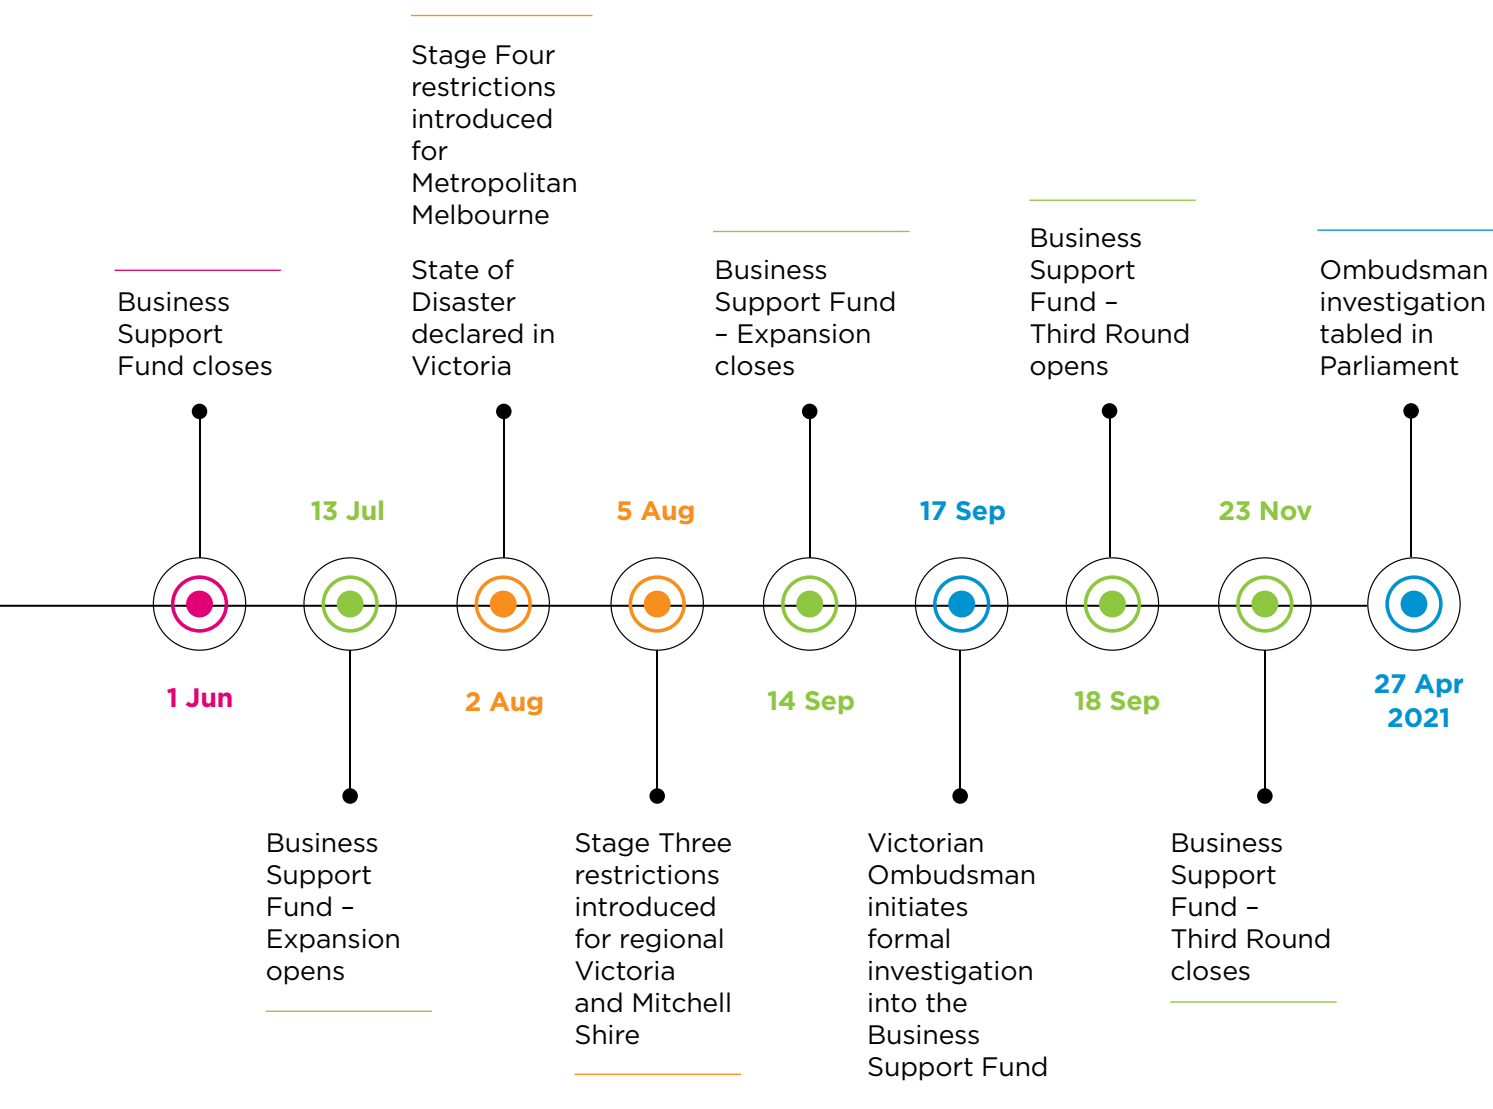 Stage Four
restrictions
introduced
for
Metropolitan
Melbourne
State of
Disaster
declared in
Victoria
Business
Support
Fund closes
Business
Support Fund
– Expansion
closes
Business
Support
Fund –
Third Round
opens
Ombudsman
investigation
tabled in
Parliament
13 Jul
5 Aug
17 Sep
23 Nov
1 Jun
2 Aug
14 Sep
18 Sep
27 Apr
2021
Business
Support
Fund –
Expansion
opens
Stage Three
restrictions
introduced
for regional
Victoria
and Mitchell
Shire
Victorian
Ombudsman
initiates
formal
investigation
into the
Business
Support Fund
Business
Support
Fund –
Third Round
closes